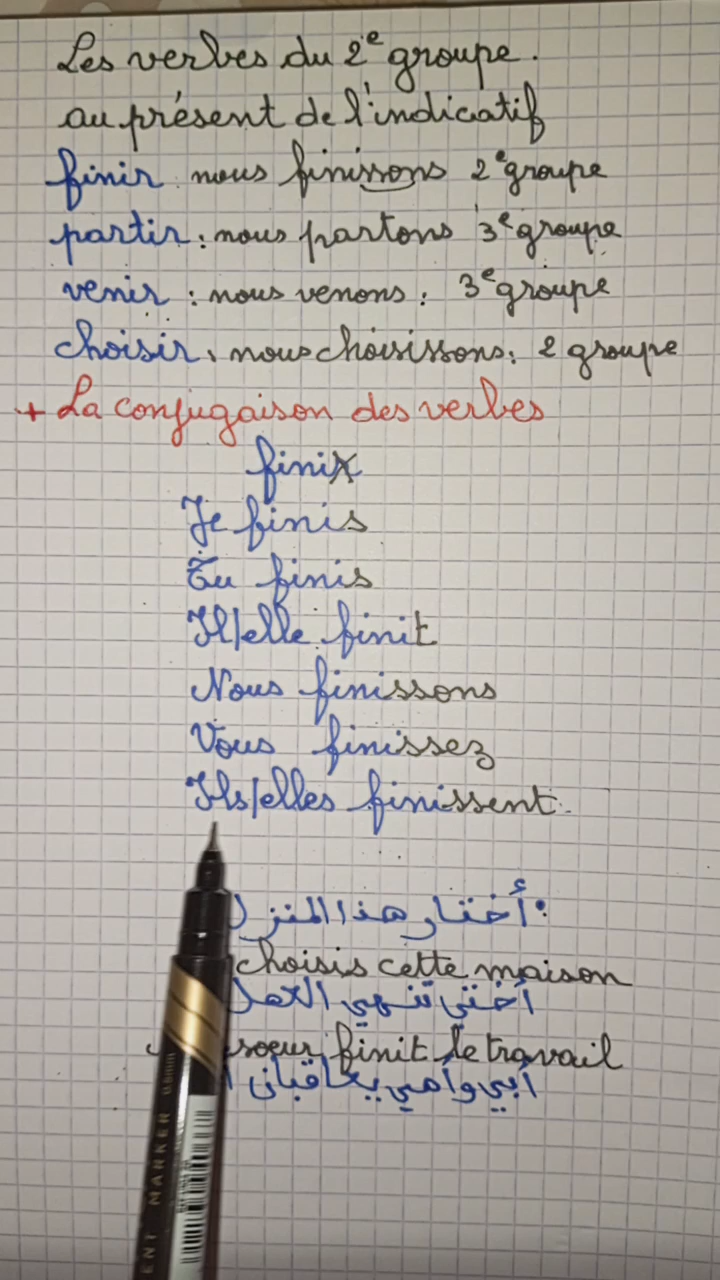 Les verbes du 2e groupe.
au présent de l'indicatif
finir nous finissons 2e groupe
partir : nous partons 3e groupe
venir : nous venons : 3e groupe
choisir : nous choisissons : 2 groupe
+ La conjugaison des verbes
finir
Je finis
Tu finis
Il/elle finit
Nous finissons
Vous finissez
Ils/elles finissent.
أختار هذا المنزل
choisis cette maison
أختي تنهي العمل
soeur finit le travail
أبي وأمي يعاقبان
ENT MARKER